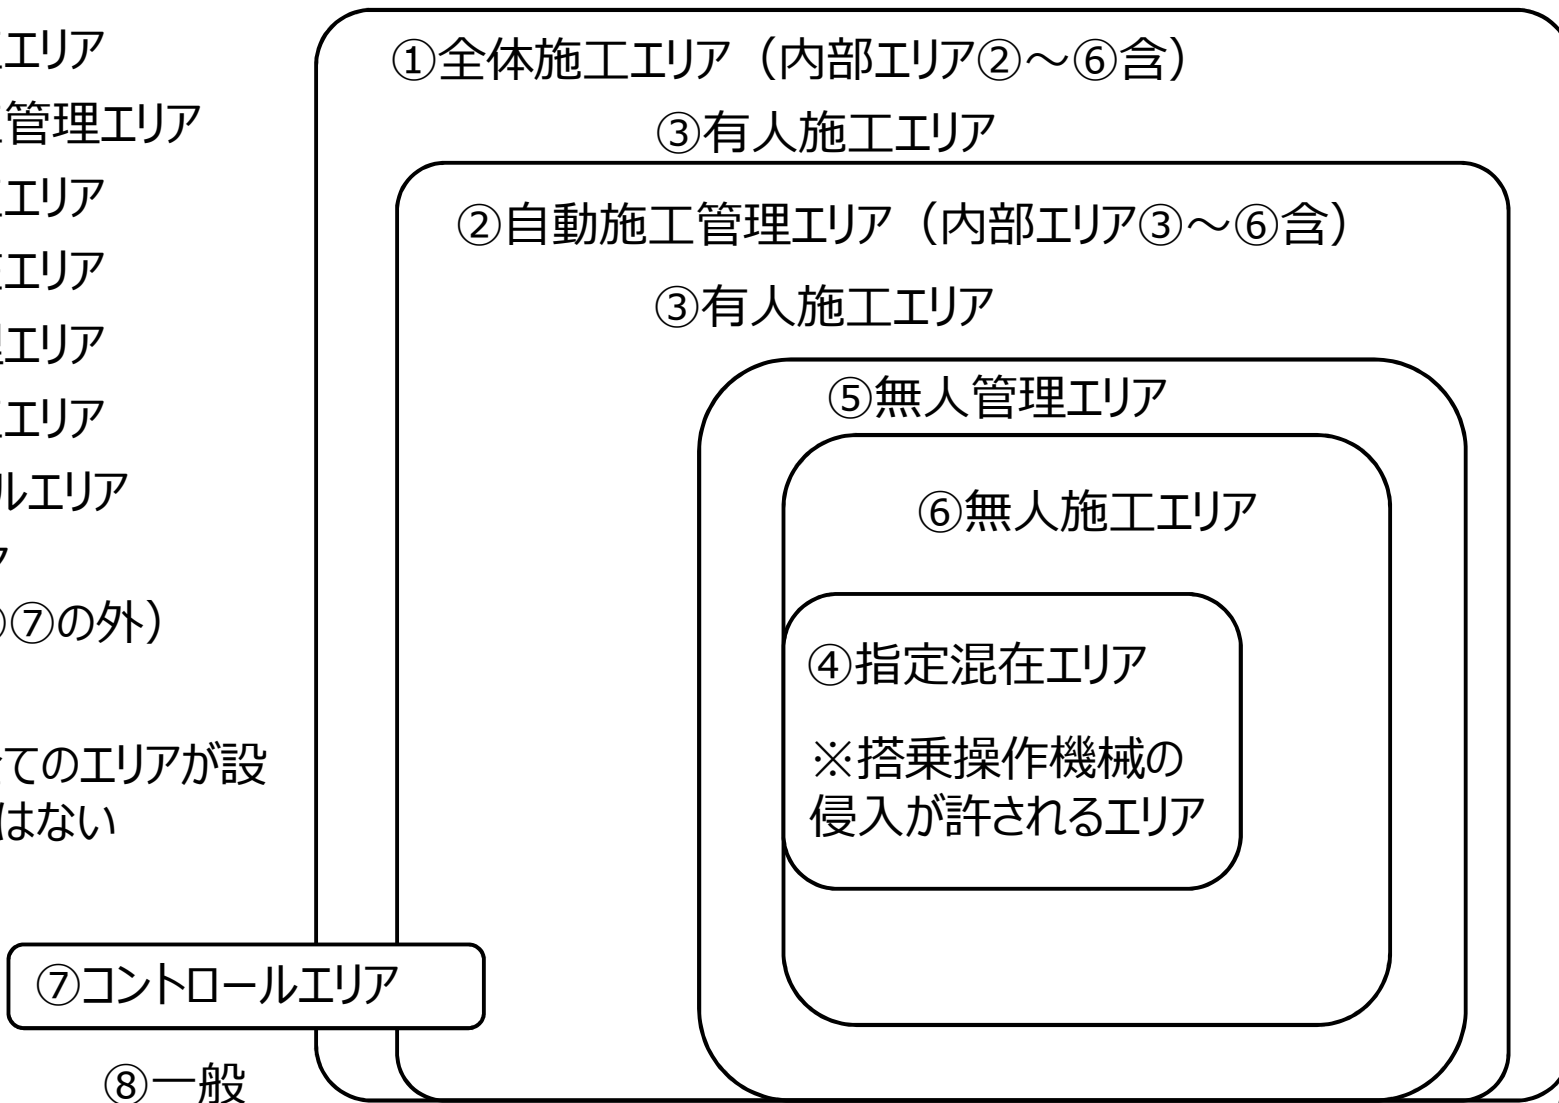 エリア
管理エリア
エリア
エリア
エリア
エリア
ルエリア
⑦の外）
てのエリアが設
はない
①全体施工エリア（内部エリア②～⑥含）
③有人施工エリア
②自動施工管理エリア（内部エリア③～⑥含）
③有人施工エリア
⑤無人管理エリア
⑥無人施工エリア
④指定混在エリア
※搭乗操作機械の
侵入が許されるエリア
⑦コントロールエリア
⑧一般